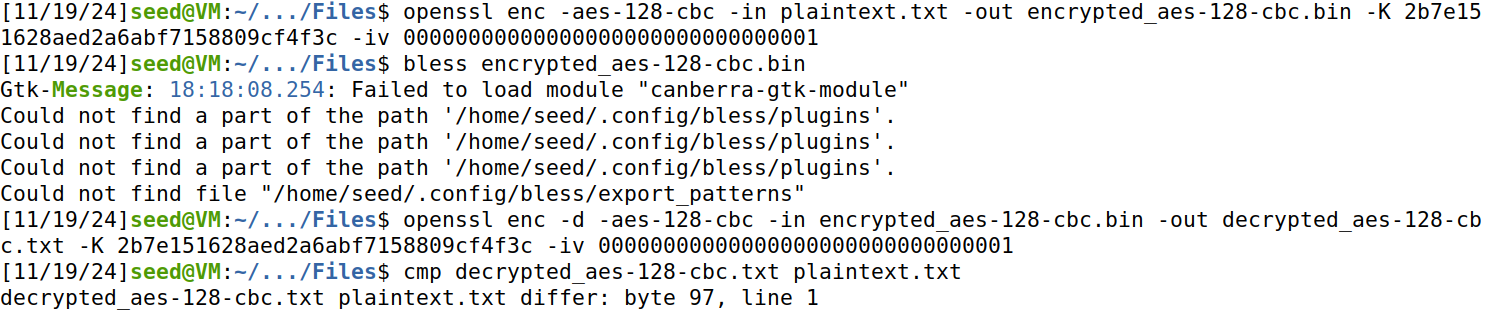 [11/19/24]seed@VM:~/.../Files$ openssl enc -aes-128-cbc -in plaintext.txt -out encrypted_aes-128-cbc.bin -K 2b7e15
1628aed2a6abf7158809cf4f3c -iv 00000000000000000000000000000001
[11/19/24]seed@VM:~/.../Files$ bless encrypted_aes-128-cbc.bin
Gtk-Message: 18:18:08.254: Failed to load module "canberra-gtk-module"
Could not find a part of the path '/home/seed/.config/bless/plugins'.
Could not find a part of the path '/home/seed/.config/bless/plugins'.
Could not find a part of the path '/home/seed/.config/bless/plugins'.
Could not find file "/home/seed/.config/bless/export_patterns"
[11/19/24]seed@VM:~/.../Files$ openssl enc -d -aes-128-cbc -in encrypted_aes-128-cbc.bin -out decrypted_aes-128-cb
c.txt -K 2b7e151628aed2a6abf7158809cf4f3c -iv 00000000000000000000000000000001
[11/19/24]seed@VM:~/.../Files$ cmp decrypted_aes-128-cbc.txt plaintext.txt
decrypted_aes-128-cbc.txt plaintext.txt differ: byte 97, line 1